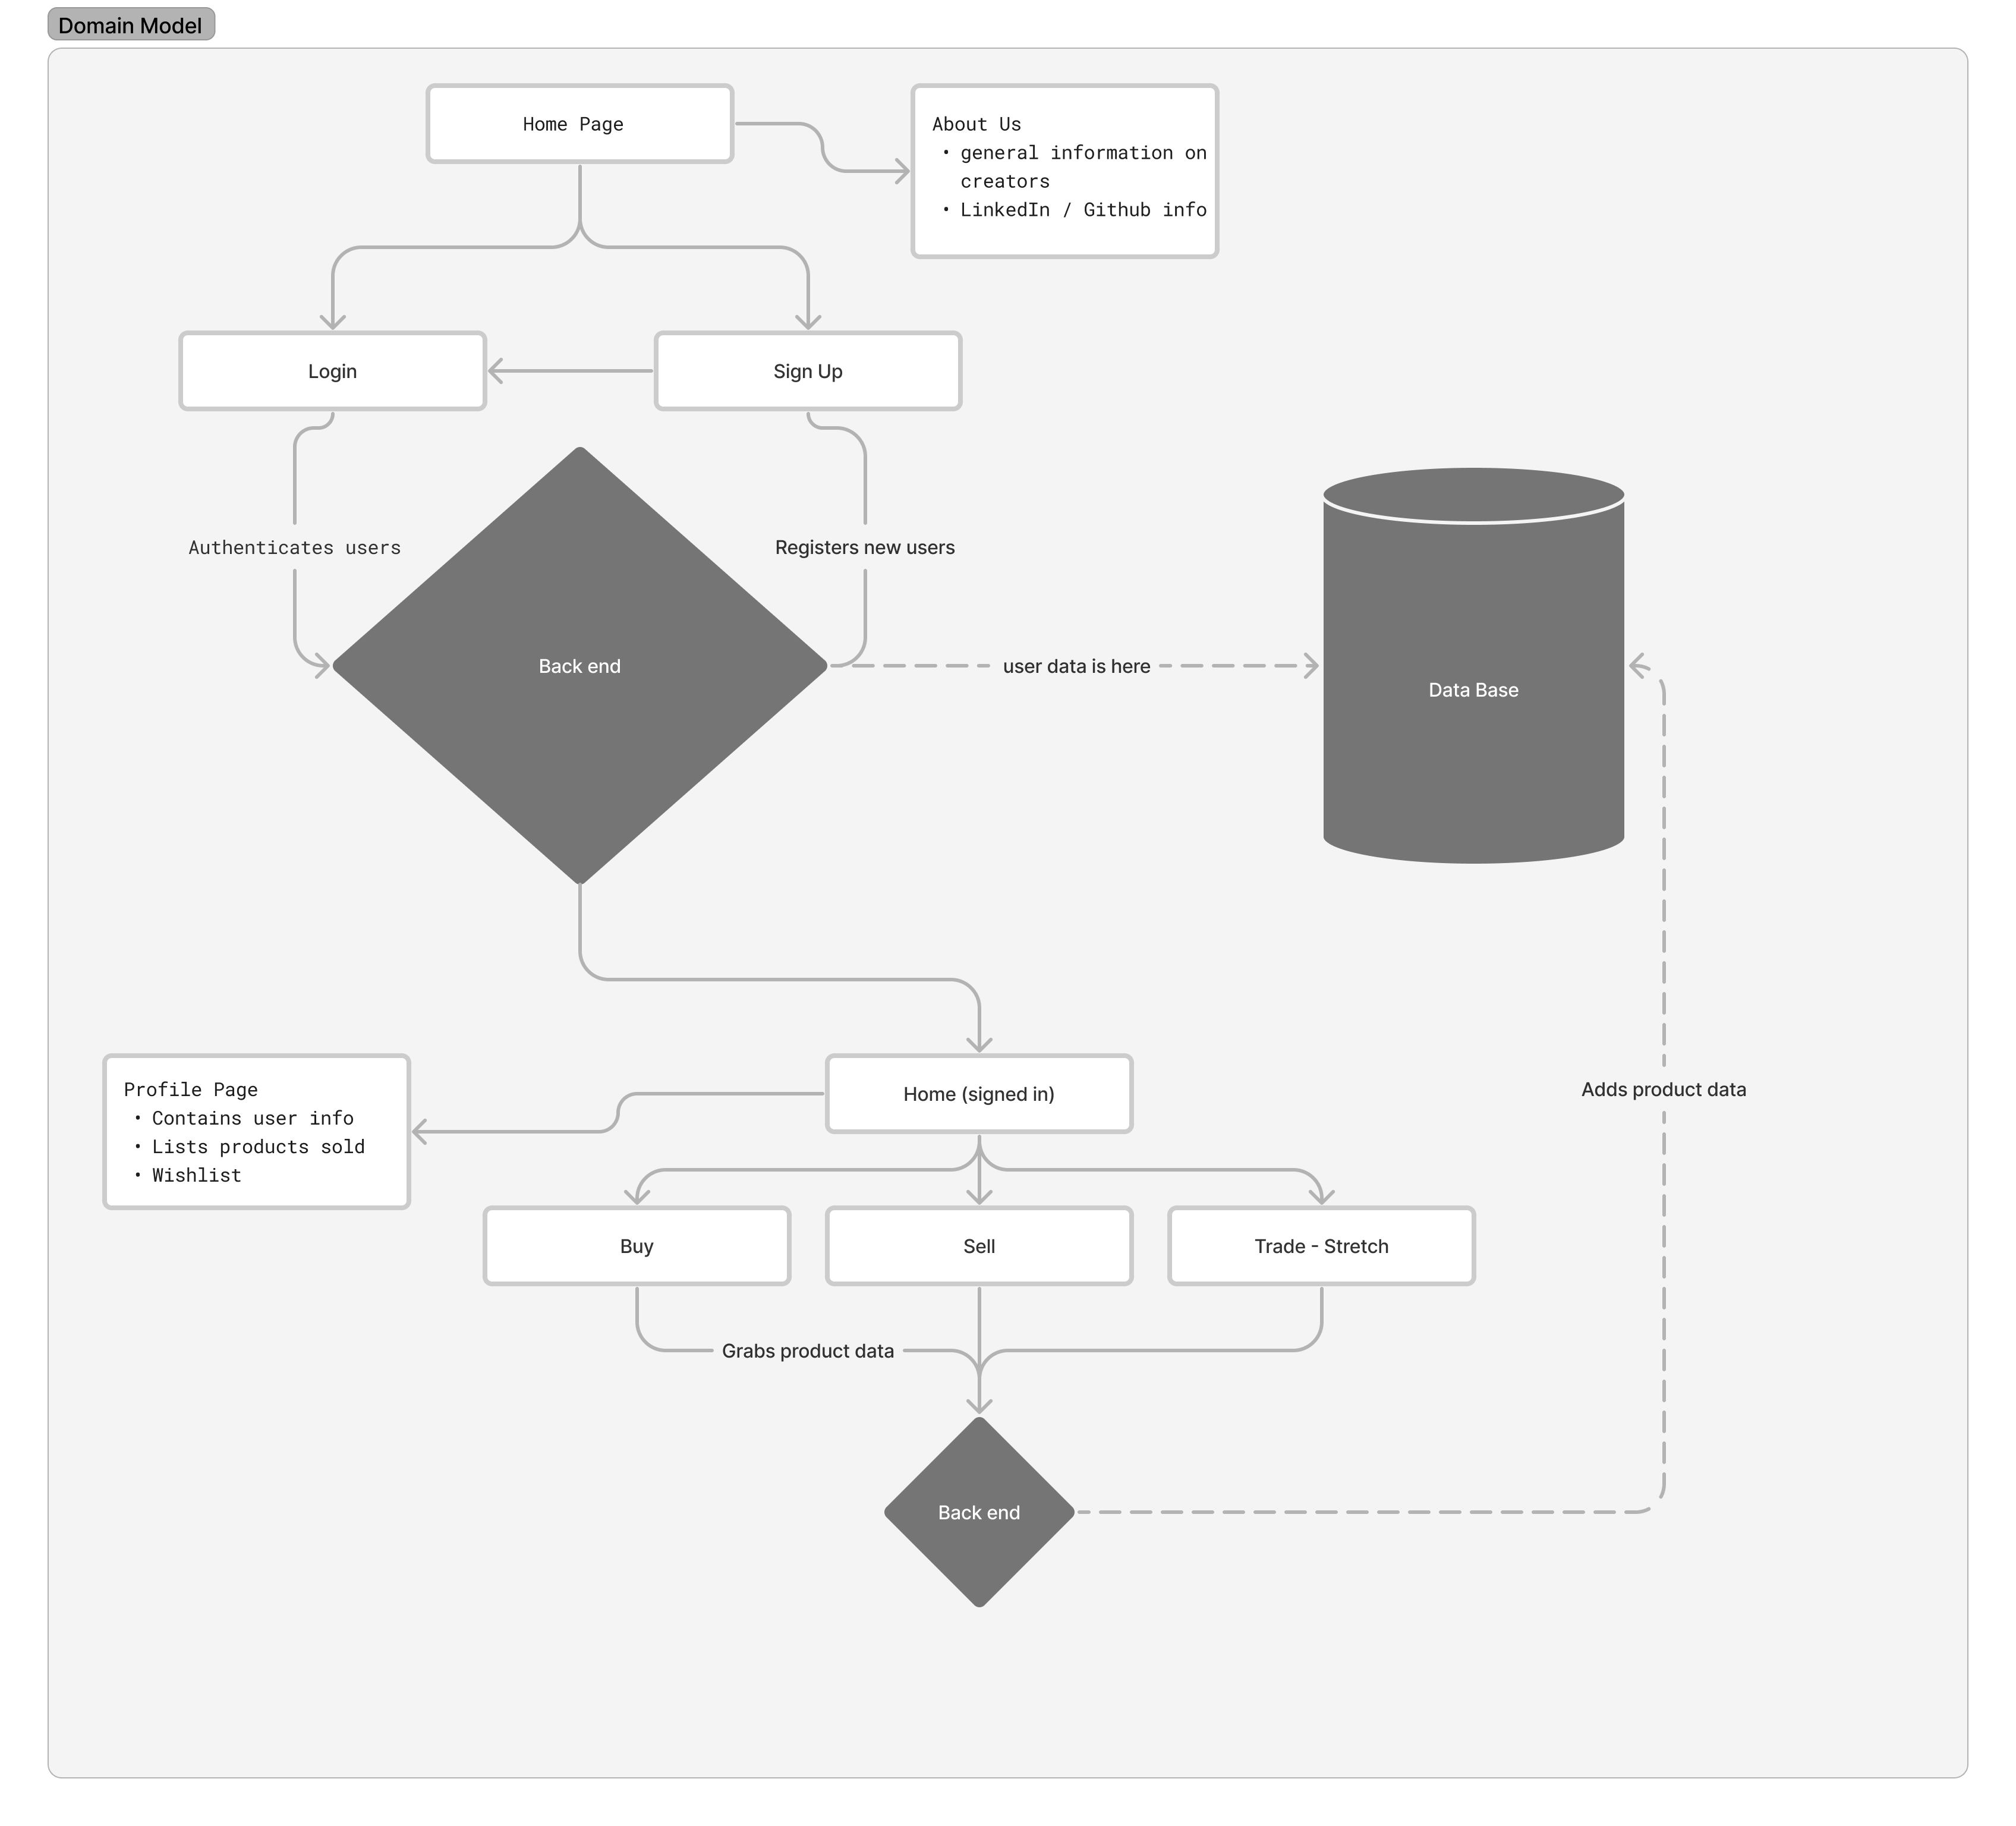 Domain Model
Home Page
About Us
• general information on
creators
• LinkedIn / Github info
Login
Sign Up
Authenticates users
Registers new users
Back end
user data is here
Data Base
Home (signed in)
Profile Page
• Contains user info
• Lists products sold
• Wishlist
Adds product data
Buy
Sell
Trade - Stretch
Grabs product data
Back end